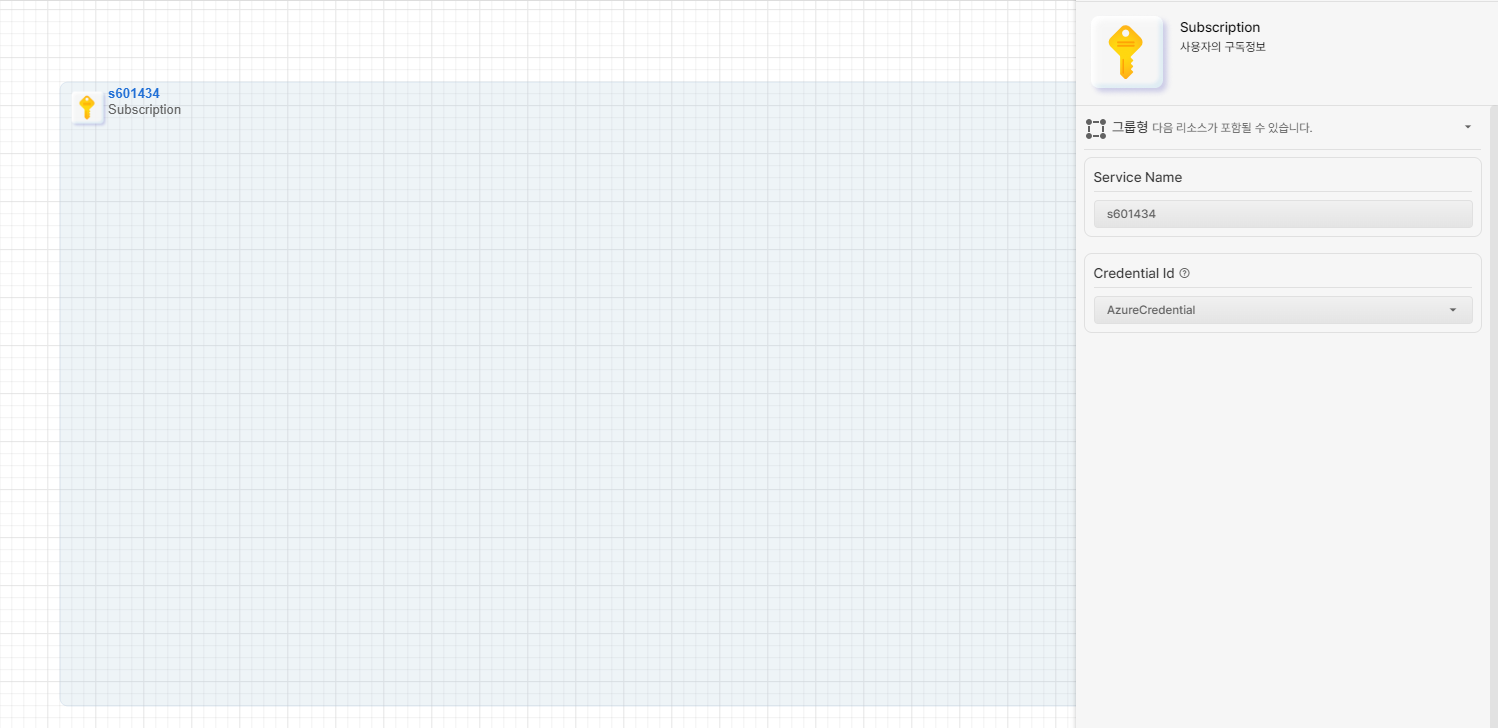 s601434
Subscription
Subscription
사용자의 구독정보
그룹형 다음 리소스가 포함될 수 있습니다.
Service Name
s601434
Credential Id
AzureCredential